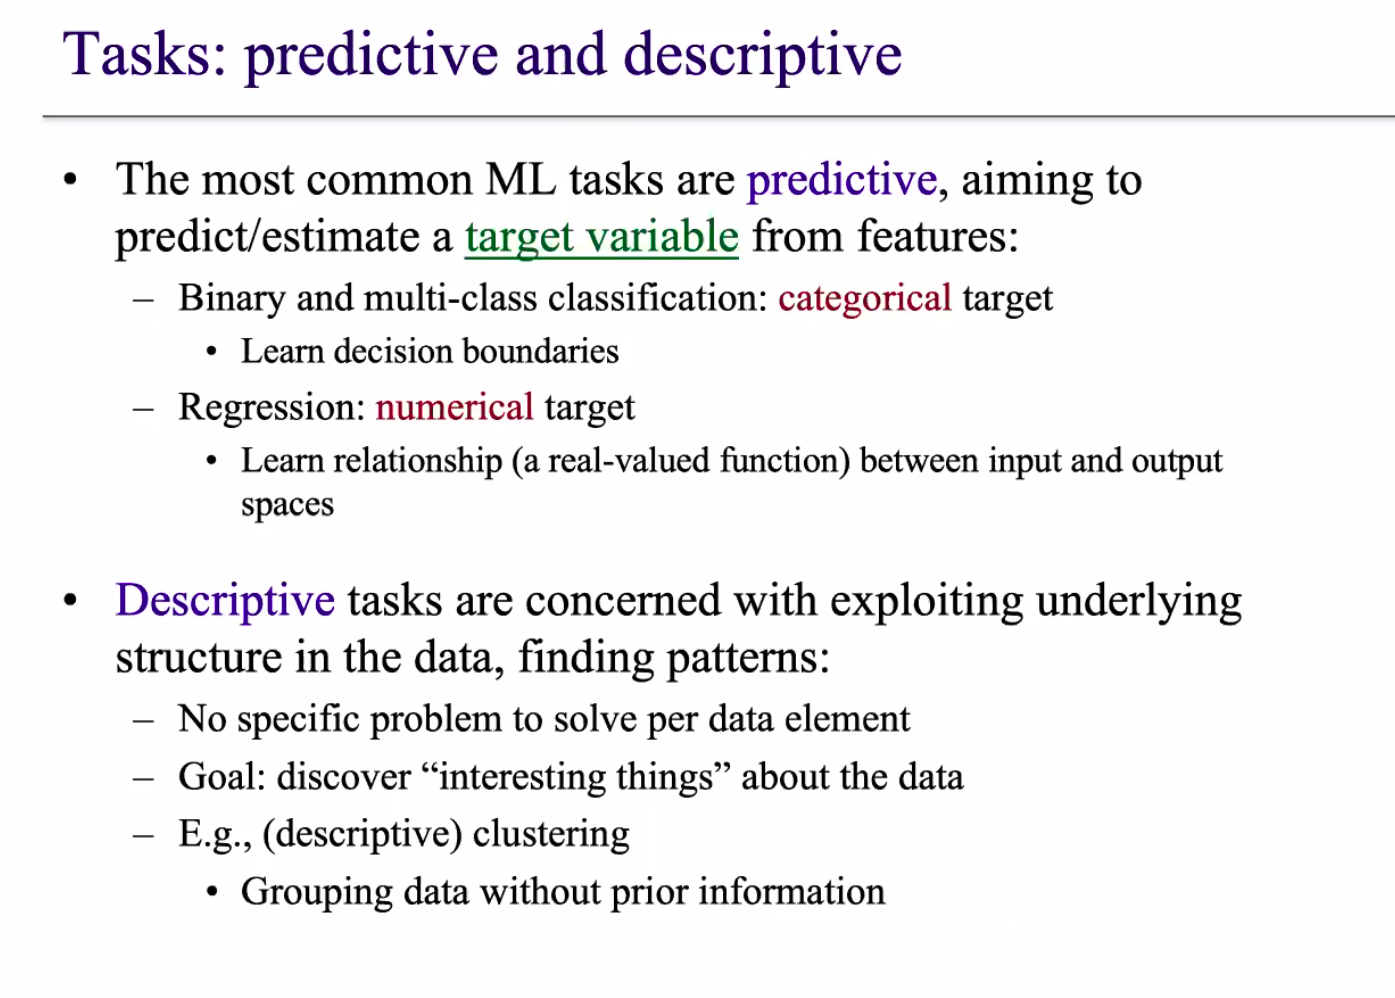 Tasks: predictive and descriptive
• The most common ML tasks are predictive, aiming to
predict/estimate a target variable from features:
– Binary and multi-class classification: categorical target
• Learn decision boundaries
– Regression: numerical target
• Learn relationship (a real-valued function) between input and output
spaces
• Descriptive tasks are concerned with exploiting underlying
structure in the data, finding patterns:
– No specific problem to solve per data element
– Goal: discover “interesting things” about the data
– E.g., (descriptive) clustering
• Grouping data without prior information